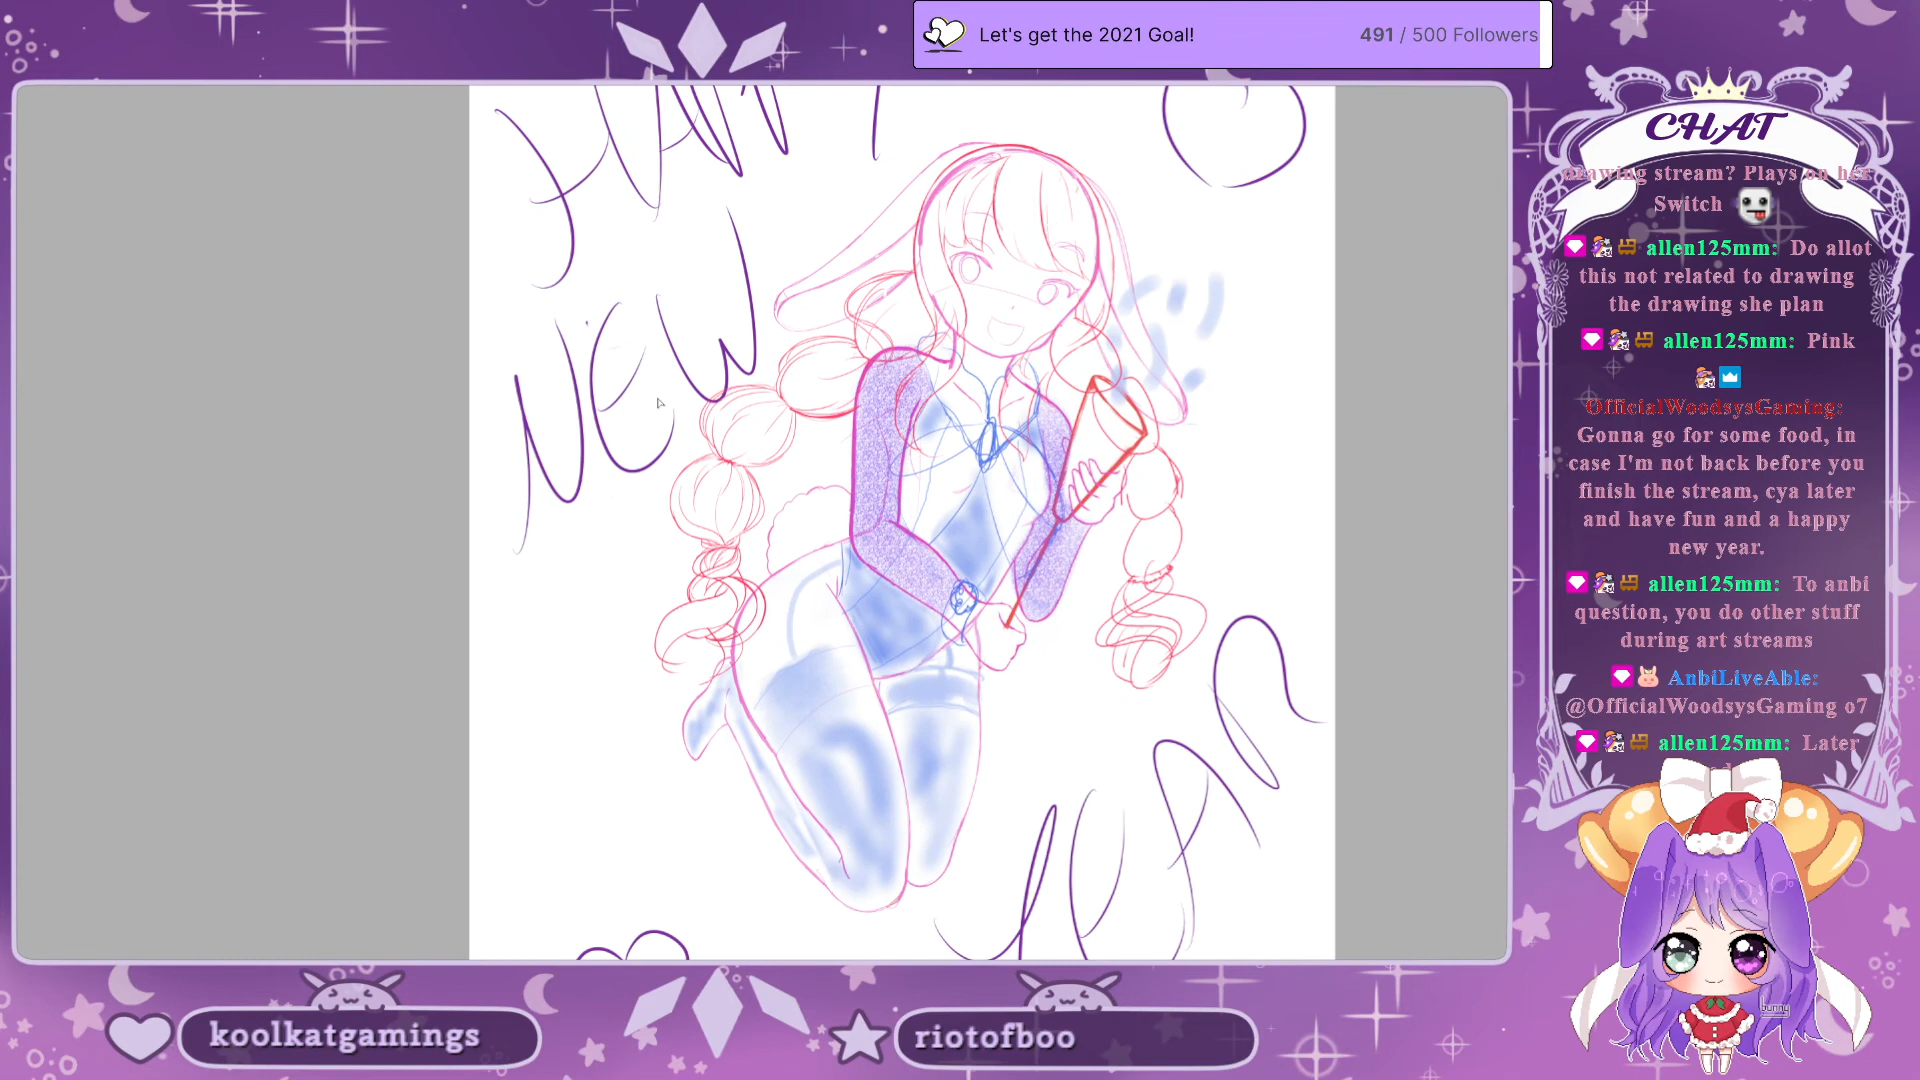 Let's get the 2021 Goal! 491 / 500 Followers
CHAT
drawing stream? Plays on her
Switch
allen125mm: Do allot
this not related to drawing
the drawing she plan
allen125mm: Pink
OfficialWoodsysGaming:
Gonna go for some food, in
case I'm not back before you
finish the stream, cya later
and have fun and a happy
new year.
allen125mm: To anbi
question, you do other stuff
during art streams
AnbiLiveAble:
@OfficialWoodsysGaming o7
allen125mm: Later
NEW
YEAR
bunny
koolkatgamings
riotofboo